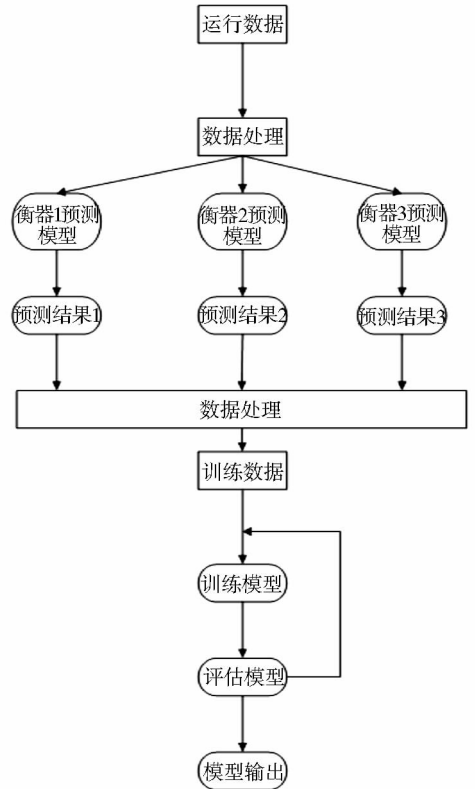 运行数据
数据处理
衡器1预测
模型
衡器2预测
模型
衡器3预测
模型
预测结果1
预测结果2
预测结果3
数据处理
训练数据
训练模型
评估模型
模型输出